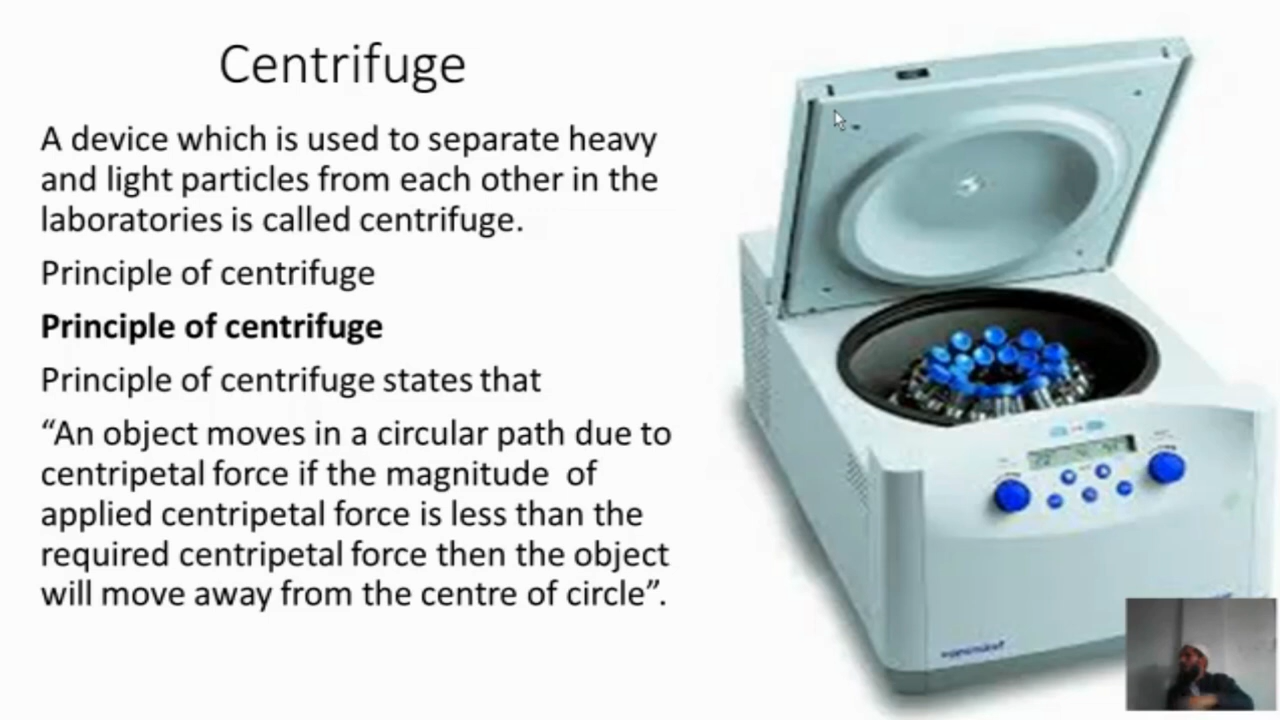 Centrifuge
A device which is used to separate heavy
and light particles from each other in the
laboratories is called centrifuge.
Principle of centrifuge
Principle of centrifuge
Principle of centrifuge states that
“An object moves in a circular path due to
centripetal force if the magnitude of
applied centripetal force is less than the
required centripetal force then the object
will move away from the centre of circle”.